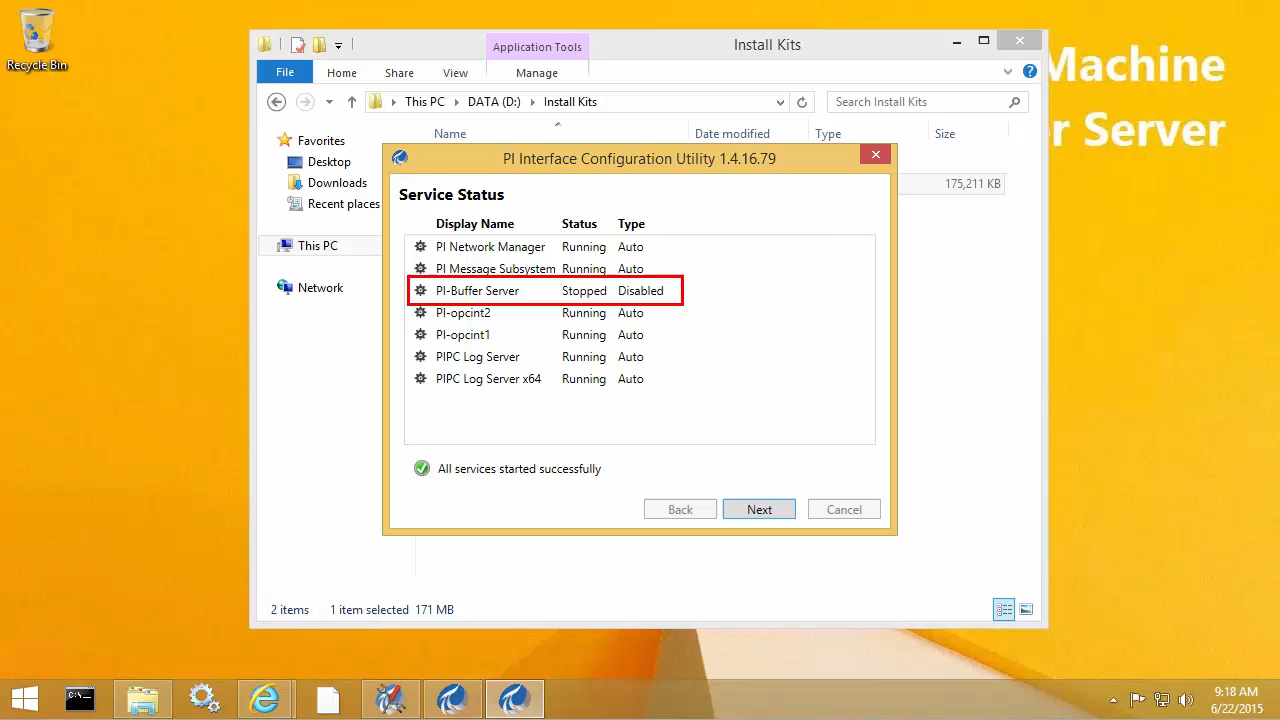 Recycle Bin
Application Tools
Install Kits
File
Home
Share
View
Manage
Machine
r Server
This PC
DATA (D:)
Install Kits
Search Install Kits
Name
Date modified
Type
Size
Favorites
Desktop
Downloads
Recent places
This PC
Network
175,211 KB
PI Interface Configuration Utility 1.4.16.79
Service Status
Display Name Status Type
PI Network Manager Running Auto
PI Message Subsystem Running Auto
PI-Buffer Server Stopped Disabled
PI-opcint2 Running Auto
PI-opcint1 Running Auto
PIPC Log Server Running Auto
PIPC Log Server x64 Running Auto
All services started successfully
Back
Next
Cancel
2 items 1 item selected 171 MB
C:\_
9:18 AM
6/22/2015